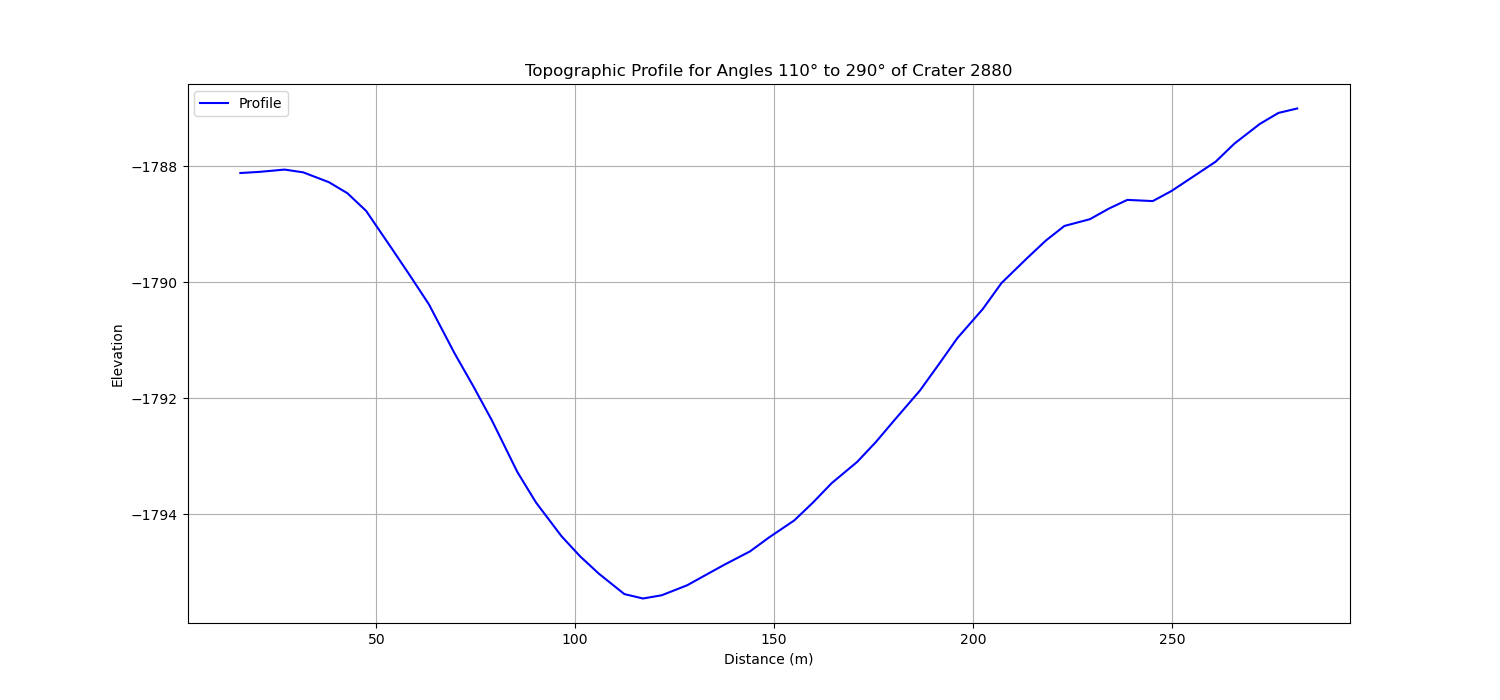 Topographic Profile for Angles 110° to 290° of Crater 2880
Profile
−1788
−1790
−1792
−1794
Elevation
50 100 150 200 250
Distance (m)